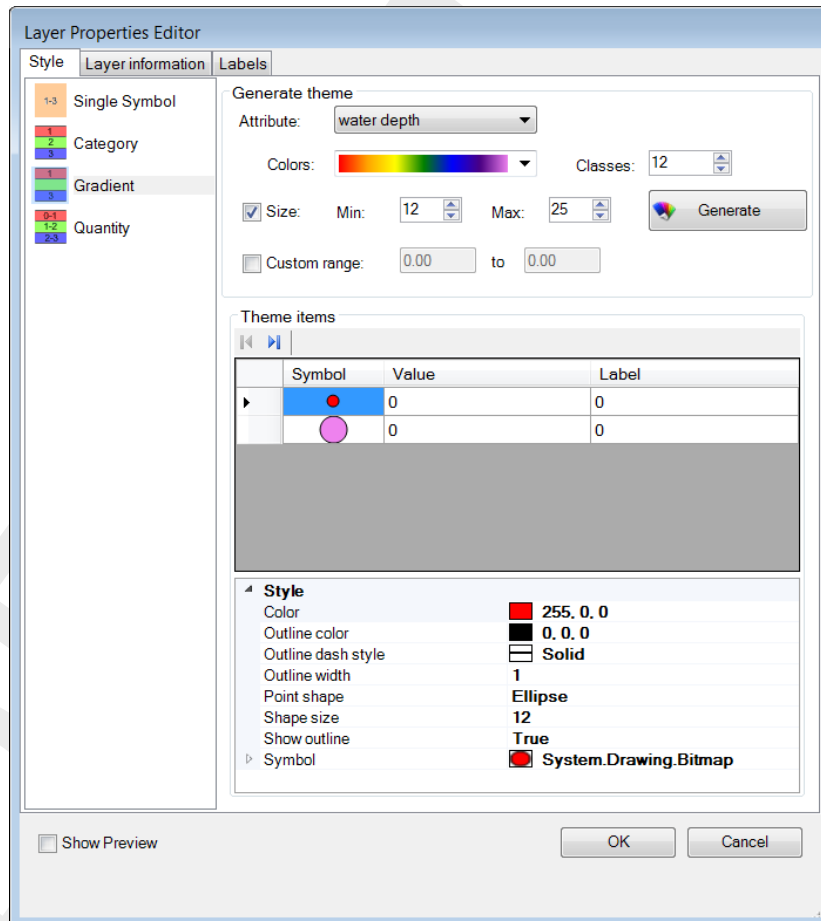 Layer Properties Editor
Style Layer information Labels
1-3 Single Symbol
1
2
3
Category
1
3
Gradient
0-1
1-2
2-3
Quantity
Generate theme
Attribute: water depth
Colors: Classes: 12
Size: Min: 12 Max: 25 Generate
Custom range: 0.00 to 0.00
Theme items
Symbol Value Label
0 0
0 0
Style
Color 255, 0, 0
Outline color 0, 0, 0
Outline dash style Solid
Outline width 1
Point shape Ellipse
Shape size 12
Show outline True
Symbol System.Drawing.Bitmap
Show Preview OK Cancel